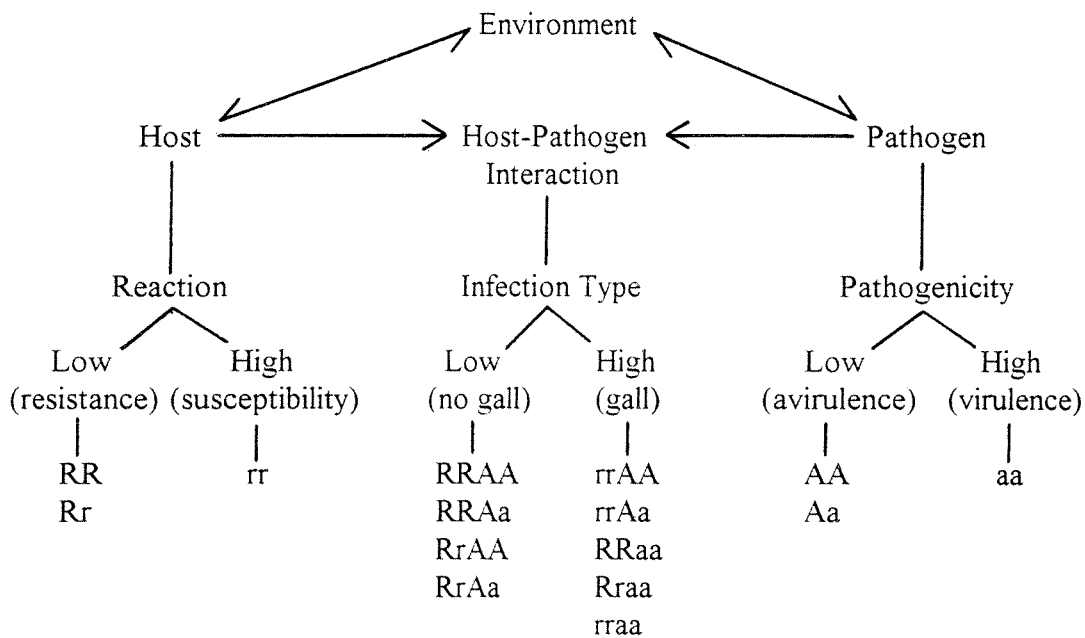 Environment
Host
Host-Pathogen
Interaction
Pathogen
Reaction
Infection Type
Pathogenicity
Low
(resistance)
High
(susceptibility)
Low
(no gall)
High
(gall)
Low
(avirulence)
High
(virulence)
RR
Rr
rr
RRAA
RRAa
RrAA
RrAa
rrAA
rrAa
RRaa
Rraa
rraa
AA
Aa
aa